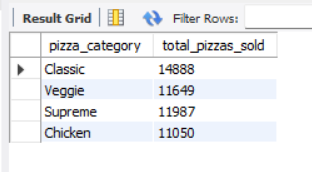 Result Grid Filter Rows:
pizza_category total_pizzas_sold
Classic 14888
Veggie 11649
Supreme 11987
Chicken 11050